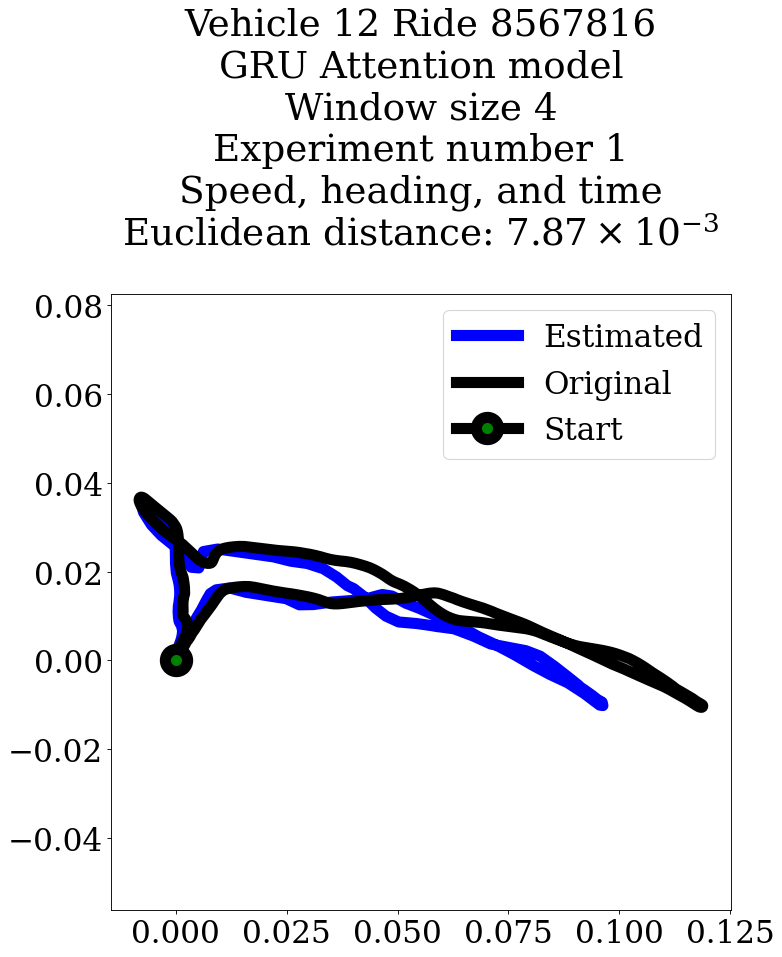 Vehicle 12 Ride 8567816
GRU Attention model
Window size 4
Experiment number 1
Speed, heading, and time
Euclidean distance: 7.87 × 10⁻³
Estimated
Original
Start
0.08
0.06
0.04
0.02
0.00
−0.02
−0.04
0.000 0.025 0.050 0.075 0.100 0.125